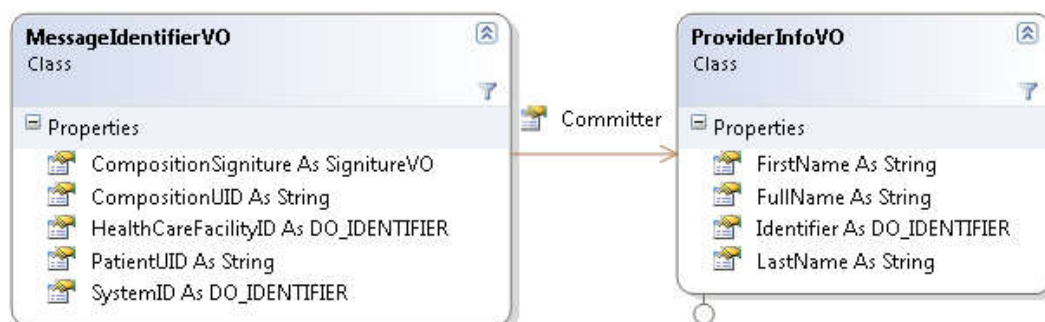 MessageIdentifierVO
Class
Properties
CompositionSigniture As SignitureVO
CompositionUID As String
HealthCareFacilityID As DO_IDENTIFIER
PatientUID As String
SystemID As DO_IDENTIFIER
Committer
ProviderInfoVO
Class
Properties
FirstName As String
FullName As String
Identifier As DO_IDENTIFIER
LastName As String